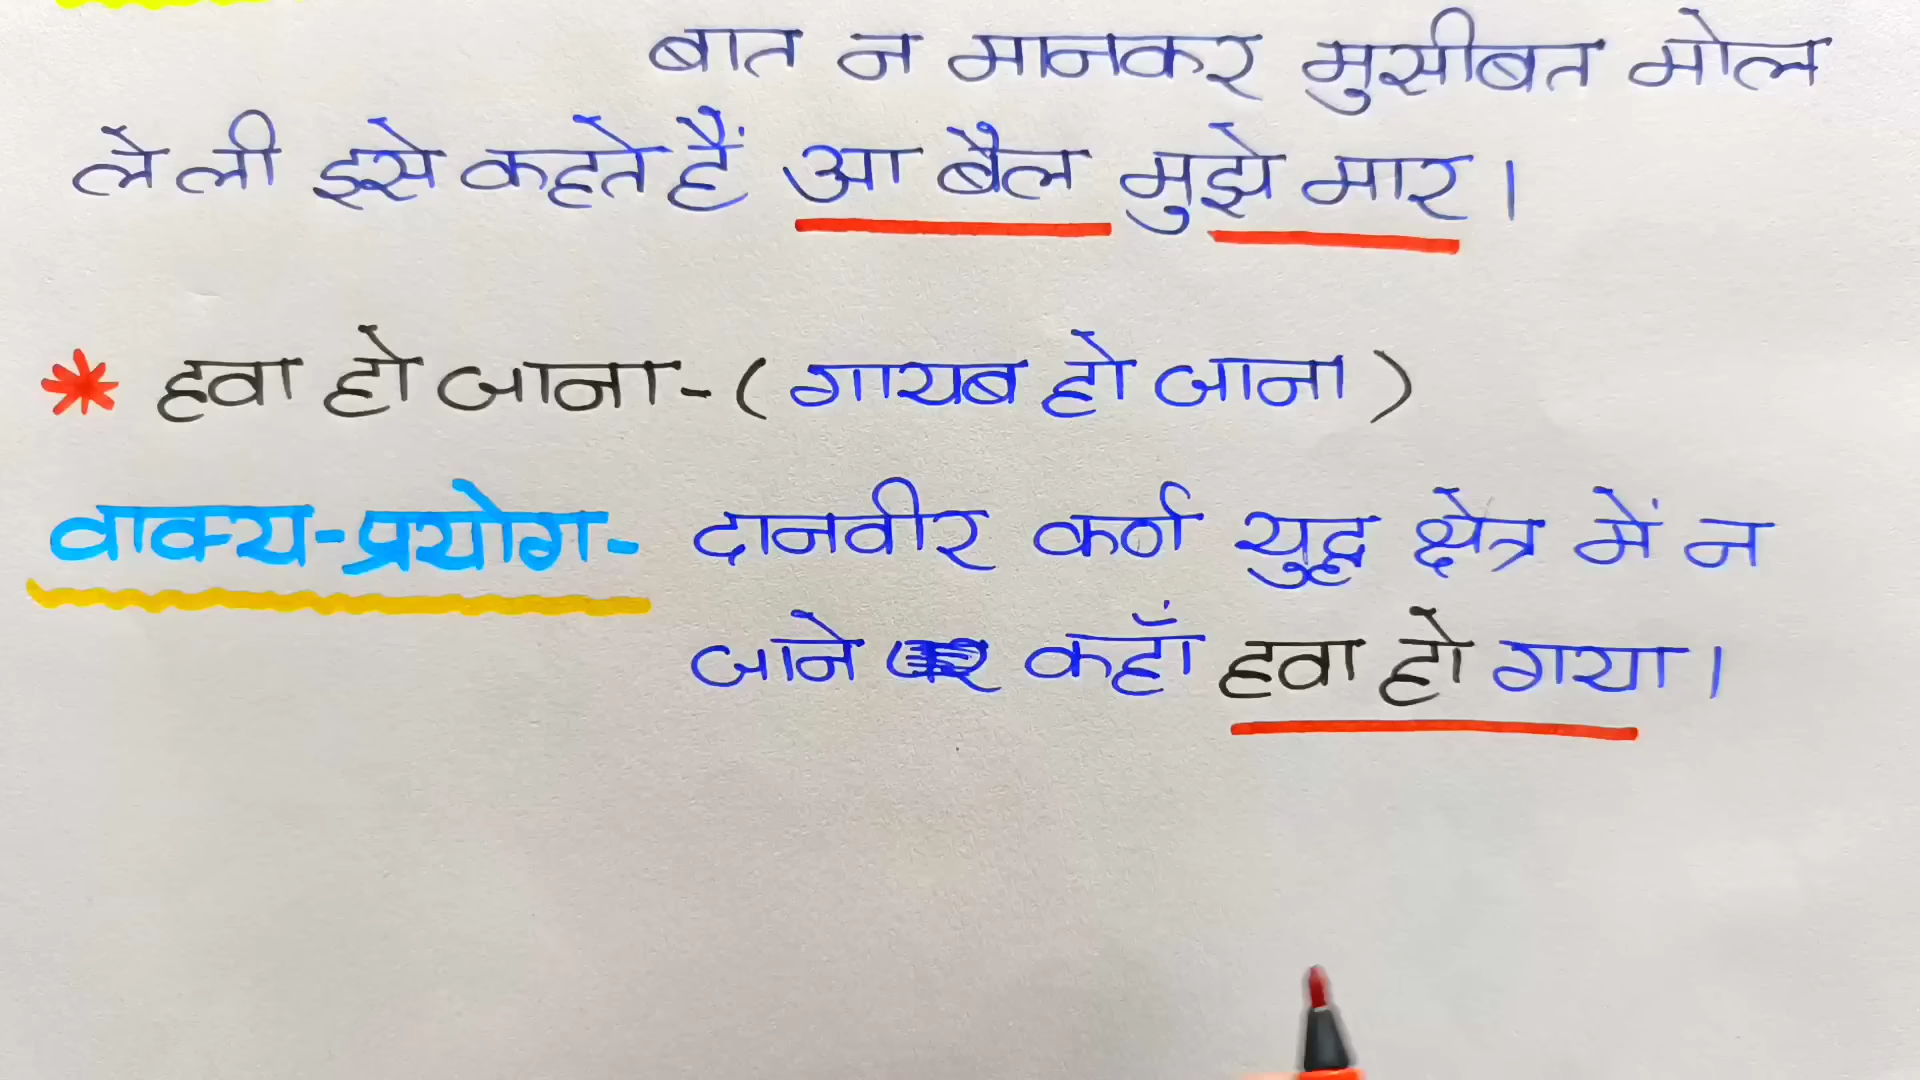 बात न मानकर मुसीबत मोल
ले ली इसे कहते हैं आ बैल मुझे मार।
* हवा हो जाना-(गायब हो जाना)
वाक्य-प्रयोग- दानवीर कर्ण युद्ध क्षेत्र में न
जाने कहाँ हवा हो गया।